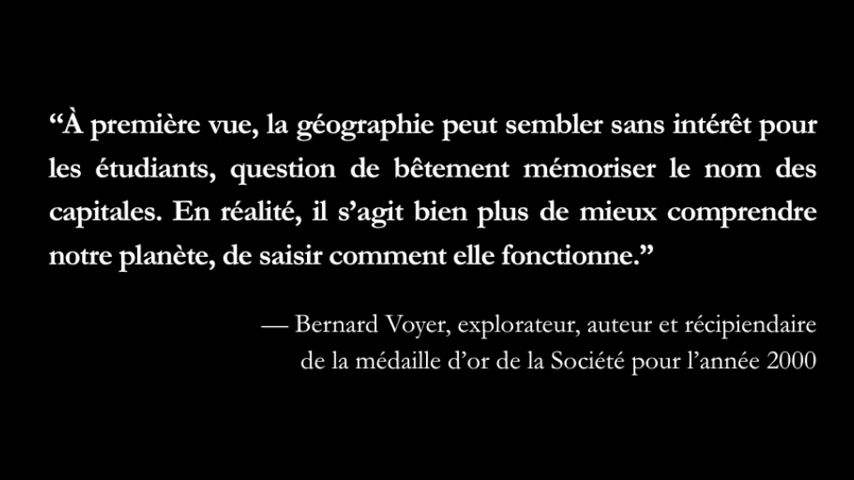 “À première vue, la géographie peut sembler sans intérêt pour
les étudiants, question de bêtement mémoriser le nom des
capitales. En réalité, il s’agit bien plus de mieux comprendre
notre planète, de saisir comment elle fonctionne.”
— Bernard Voyer, explorateur, auteur et récipiendaire
de la médaille d’or de la Société pour l’année 2000